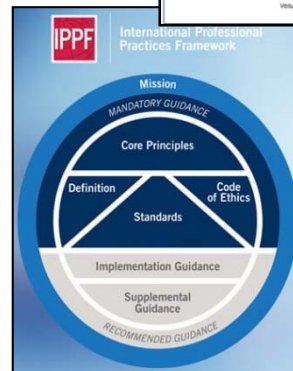 IPPF
International Professional
Practices Framework
Mission
MANDATORY GUIDANCE
Core Principles
Definition
Code
of Ethics
Standards
Implementation Guidance
Supplemental
Guidance
RECOMMENDED GUIDANCE